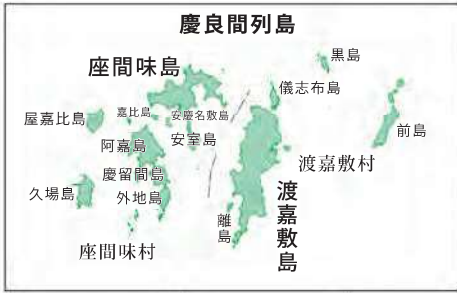 慶良間列島
黒島
座間味島
儀志布島
嘉比島
安慶名敷島
屋嘉比島
前島
阿嘉島
安室島
渡嘉敷村
慶留間島
久場島
外地島
渡嘉敷島
離島
座間味村